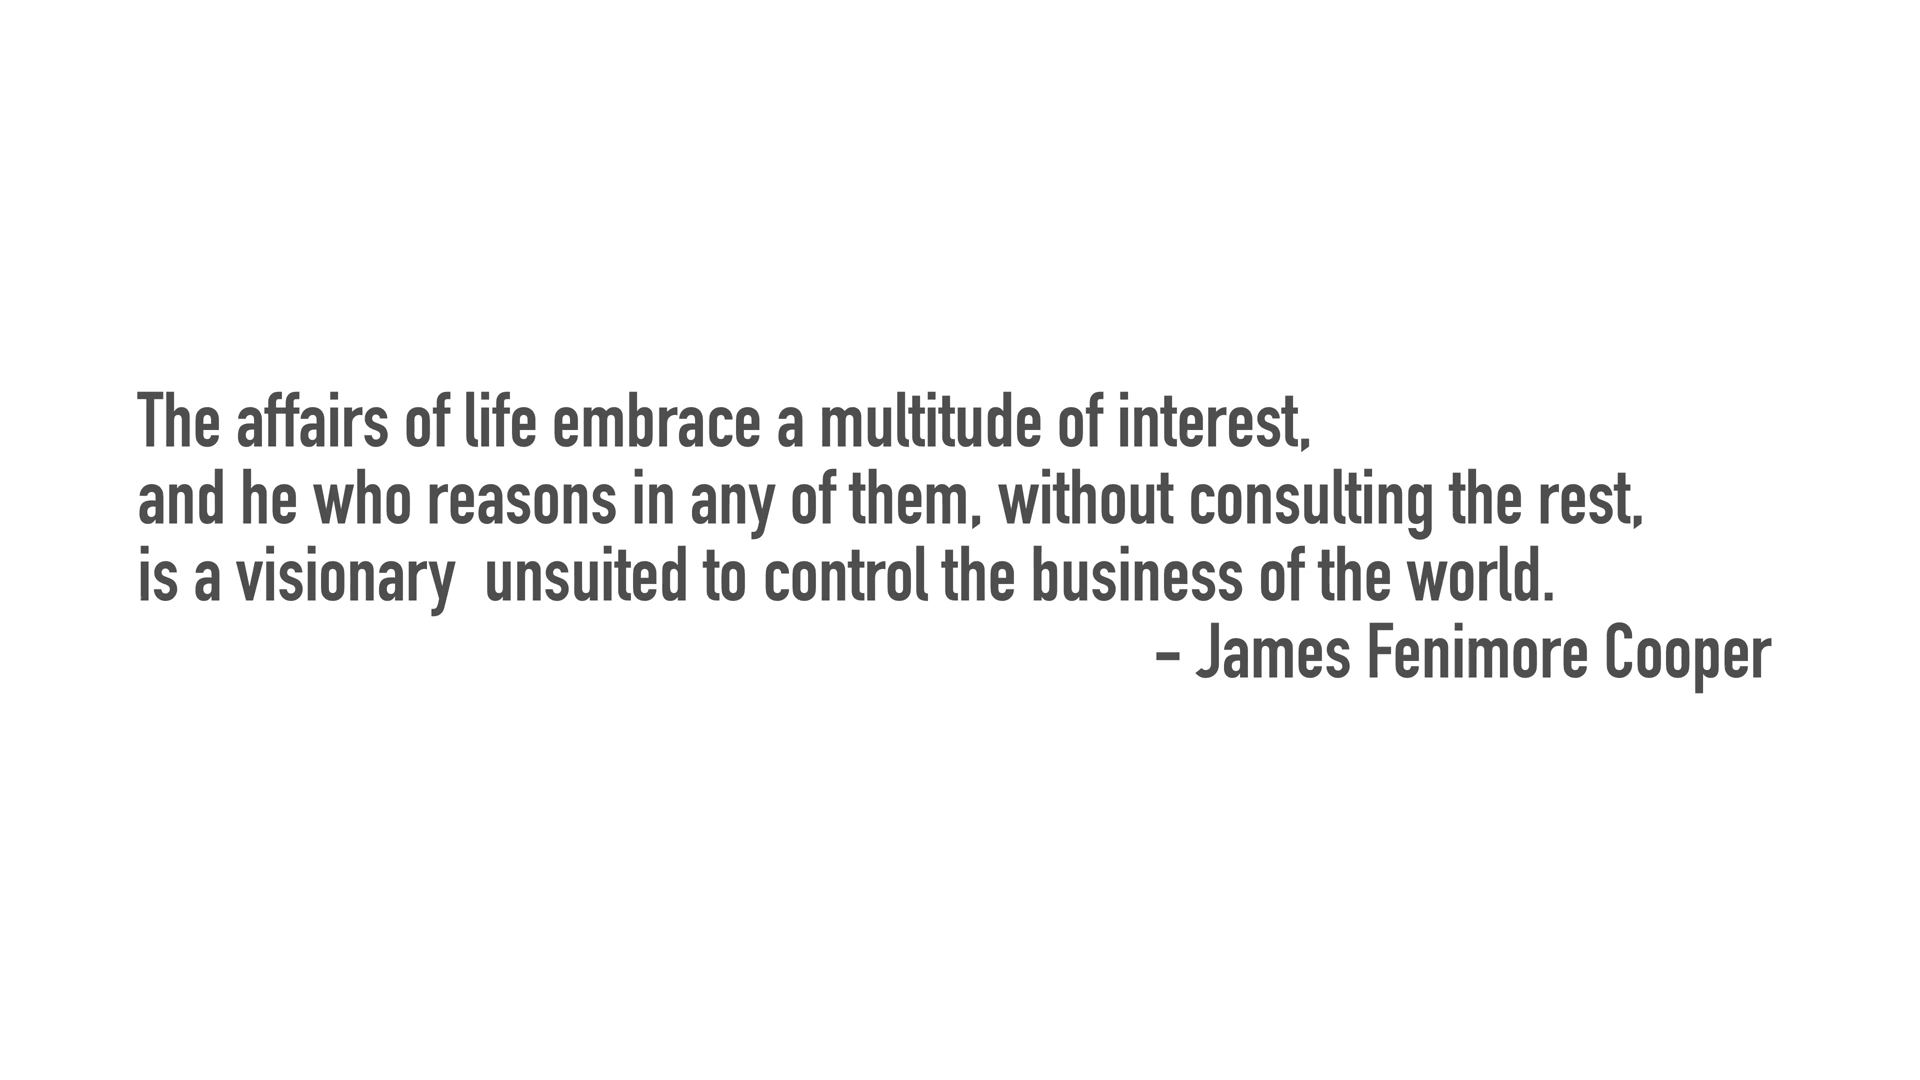 The affairs of life embrace a multitude of interest,
and he who reasons in any of them, without consulting the rest,
is a visionary  unsuited to control the business of the world.
– James Fenimore Cooper